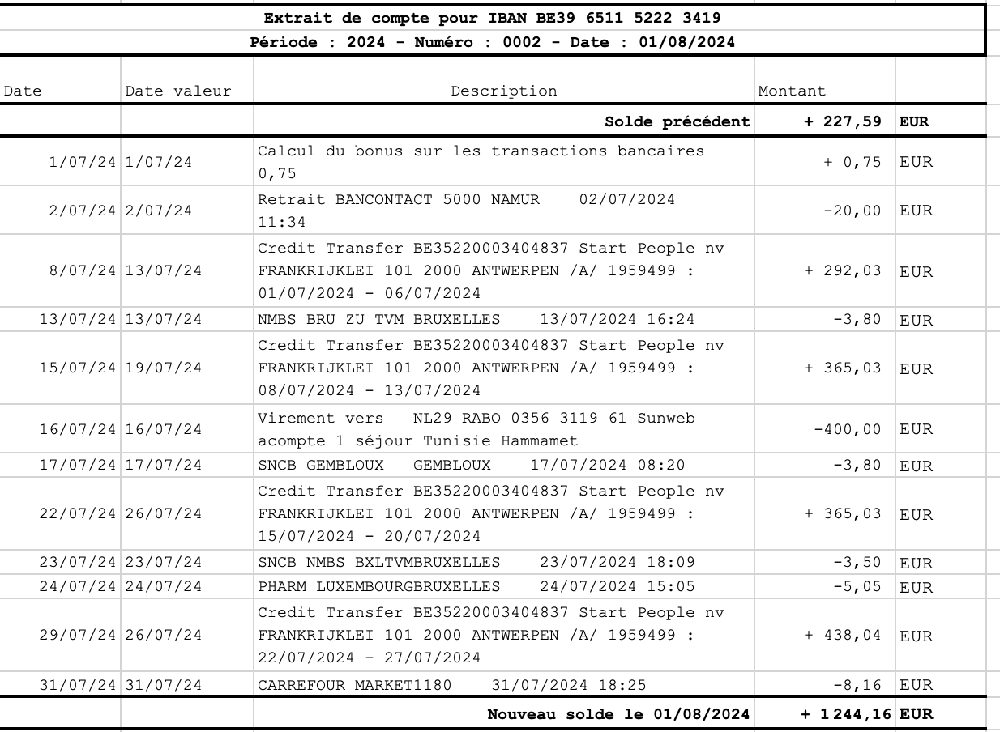 Extrait de compte pour IBAN BE39 6511 5222 3419
Période : 2024 - Numéro : 0002 - Date : 01/08/2024
Date Date valeur Description Montant
Solde précédent + 227,59 EUR
1/07/24 1/07/24 Calcul du bonus sur les transactions bancaires
0,75 + 0,75 EUR
2/07/24 2/07/24 Retrait BANCONTACT 5000 NAMUR 02/07/2024
11:34 -20,00 EUR
Credit Transfer BE35220003404837 Start People nv
8/07/24 13/07/24 FRANKRIJKLEI 101 2000 ANTWERPEN /A/ 1959499 : + 292,03 EUR
01/07/2024 - 06/07/2024
13/07/24 13/07/24 NMBS BRU ZU TVM BRUXELLES 13/07/2024 16:24 -3,80 EUR
Credit Transfer BE35220003404837 Start People nv
15/07/24 19/07/24 FRANKRIJKLEI 101 2000 ANTWERPEN /A/ 1959499 : + 365,03 EUR
08/07/2024 - 13/07/2024
16/07/24 16/07/24 Virement vers NL29 RABO 0356 3119 61 Sunweb
acompte 1 séjour Tunisie Hammamet -400,00 EUR
17/07/24 17/07/24 SNCB GEMBLOUX GEMBLOUX 17/07/2024 08:20 -3,80 EUR
Credit Transfer BE35220003404837 Start People nv
22/07/24 26/07/24 FRANKRIJKLEI 101 2000 ANTWERPEN /A/ 1959499 : + 365,03 EUR
15/07/2024 - 20/07/2024
23/07/24 23/07/24 SNCB NMBS BXLTVMBRUXELLES 23/07/2024 18:09 -3,50 EUR
24/07/24 24/07/24 PHARM LUXEMBOURGBRUXELLES 24/07/2024 15:05 -5,05 EUR
Credit Transfer BE35220003404837 Start People nv
29/07/24 26/07/24 FRANKRIJKLEI 101 2000 ANTWERPEN /A/ 1959499 : + 438,04 EUR
22/07/2024 - 27/07/2024
31/07/24 31/07/24 CARREFOUR MARKET1180 31/07/2024 18:25 -8,16 EUR
Nouveau solde le 01/08/2024 + 1 244,16 EUR